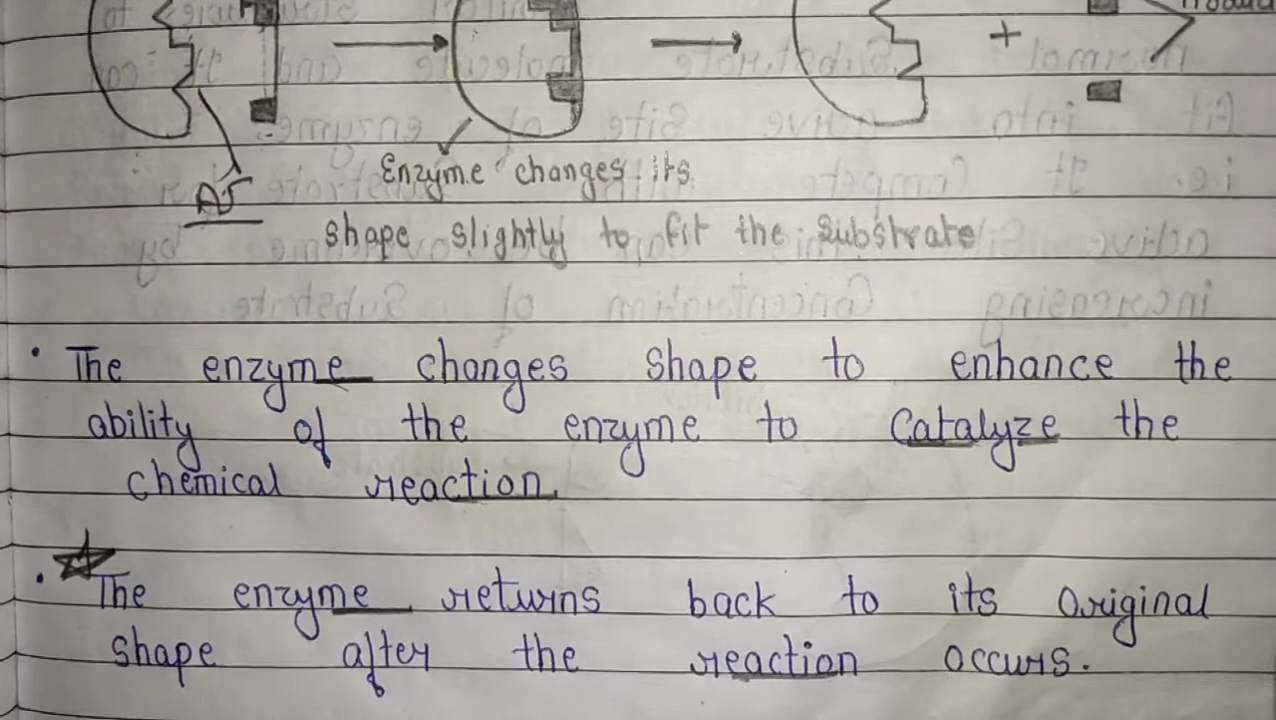 +
AS
Enzyme changes its
shape slightly to fit the substrate
• The enzyme changes shape to enhance the
ability of the enzyme to catalyze the
chemical reaction.
• The enzyme returns back to its original
shape after the reaction occurs.